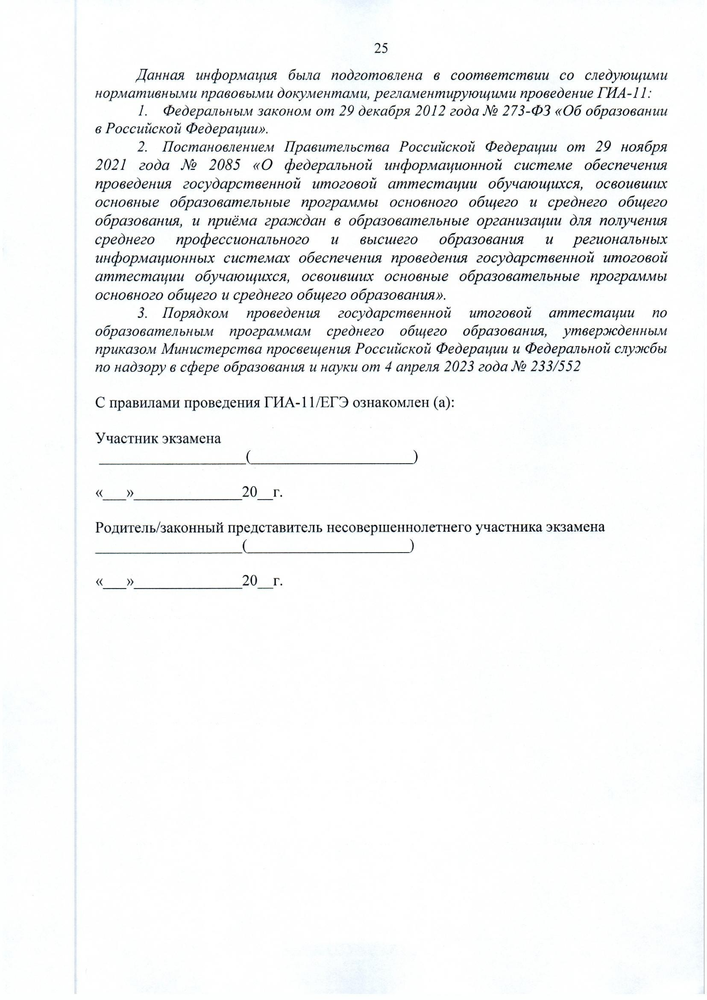 25
Данная информация была подготовлена в соответствии со следующими
нормативными правовыми документами, регламентирующими проведение ГИА-11:
1. Федеральным законом от 29 декабря 2012 года № 273-ФЗ «Об образовании
в Российской Федерации».
2. Постановлением Правительства Российской Федерации от 29 ноября
2021 года № 2085 «О федеральной информационной системе обеспечения
проведения государственной итоговой аттестации обучающихся, освоивших
основные образовательные программы основного общего и среднего общего
образования, и приёма граждан в образовательные организации для получения
среднего профессионального и высшего образования и региональных
информационных системах обеспечения проведения государственной итоговой
аттестации обучающихся, освоивших основные образовательные программы
основного общего и среднего общего образования».
3. Порядком проведения государственной итоговой аттестации по
образовательным программам среднего общего образования, утвержденным
приказом Министерства просвещения Российской Федерации и Федеральной службы
по надзору в сфере образования и науки от 4 апреля 2023 года № 233/552
С правилами проведения ГИА-11/ЕГЭ ознакомлен (а):
Участник экзамена
___________________(_____________________)
«___»______________20__г.
Родитель/законный представитель несовершеннолетнего участника экзамена
___________________(_____________________)
«___»______________20__г.